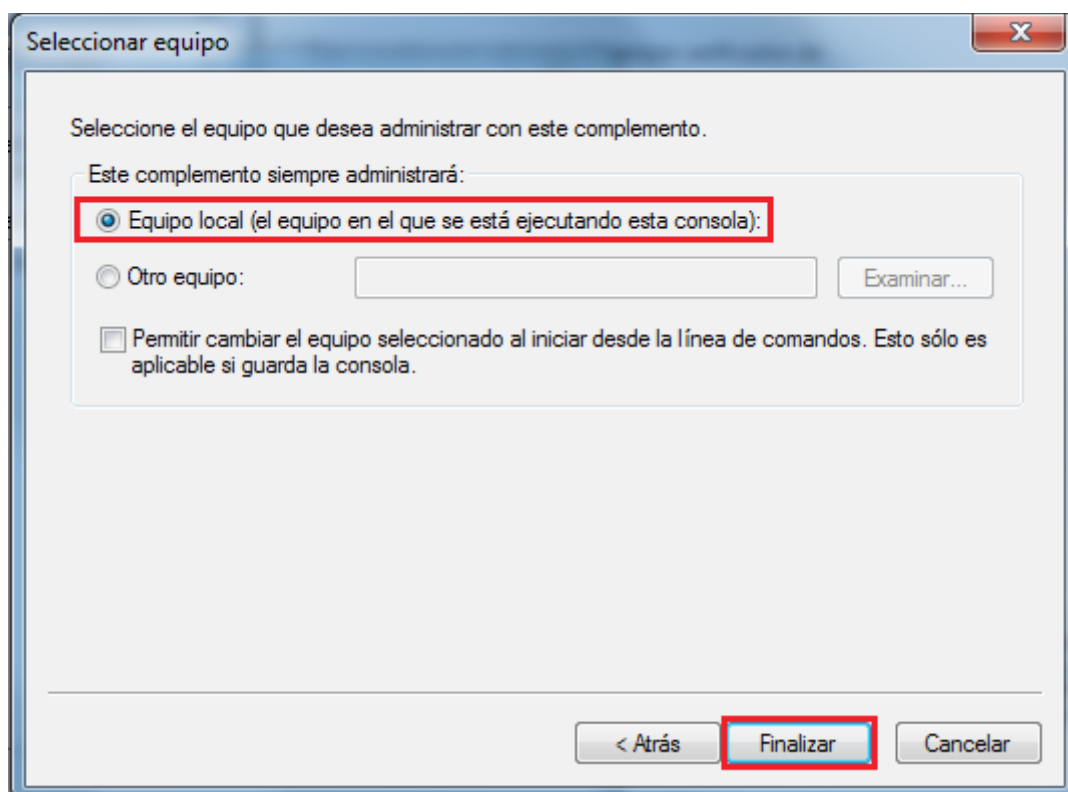 Seleccionar equipo
Seleccione el equipo que desea administrar con este complemento.
Este complemento siempre administrará:
Equipo local (el equipo en el que se está ejecutando esta consola):
Otro equipo:
Examinar...
Permitir cambiar el equipo seleccionado al iniciar desde la línea de comandos. Esto sólo es
aplicable si guarda la consola.
< Atrás
Finalizar
Cancelar